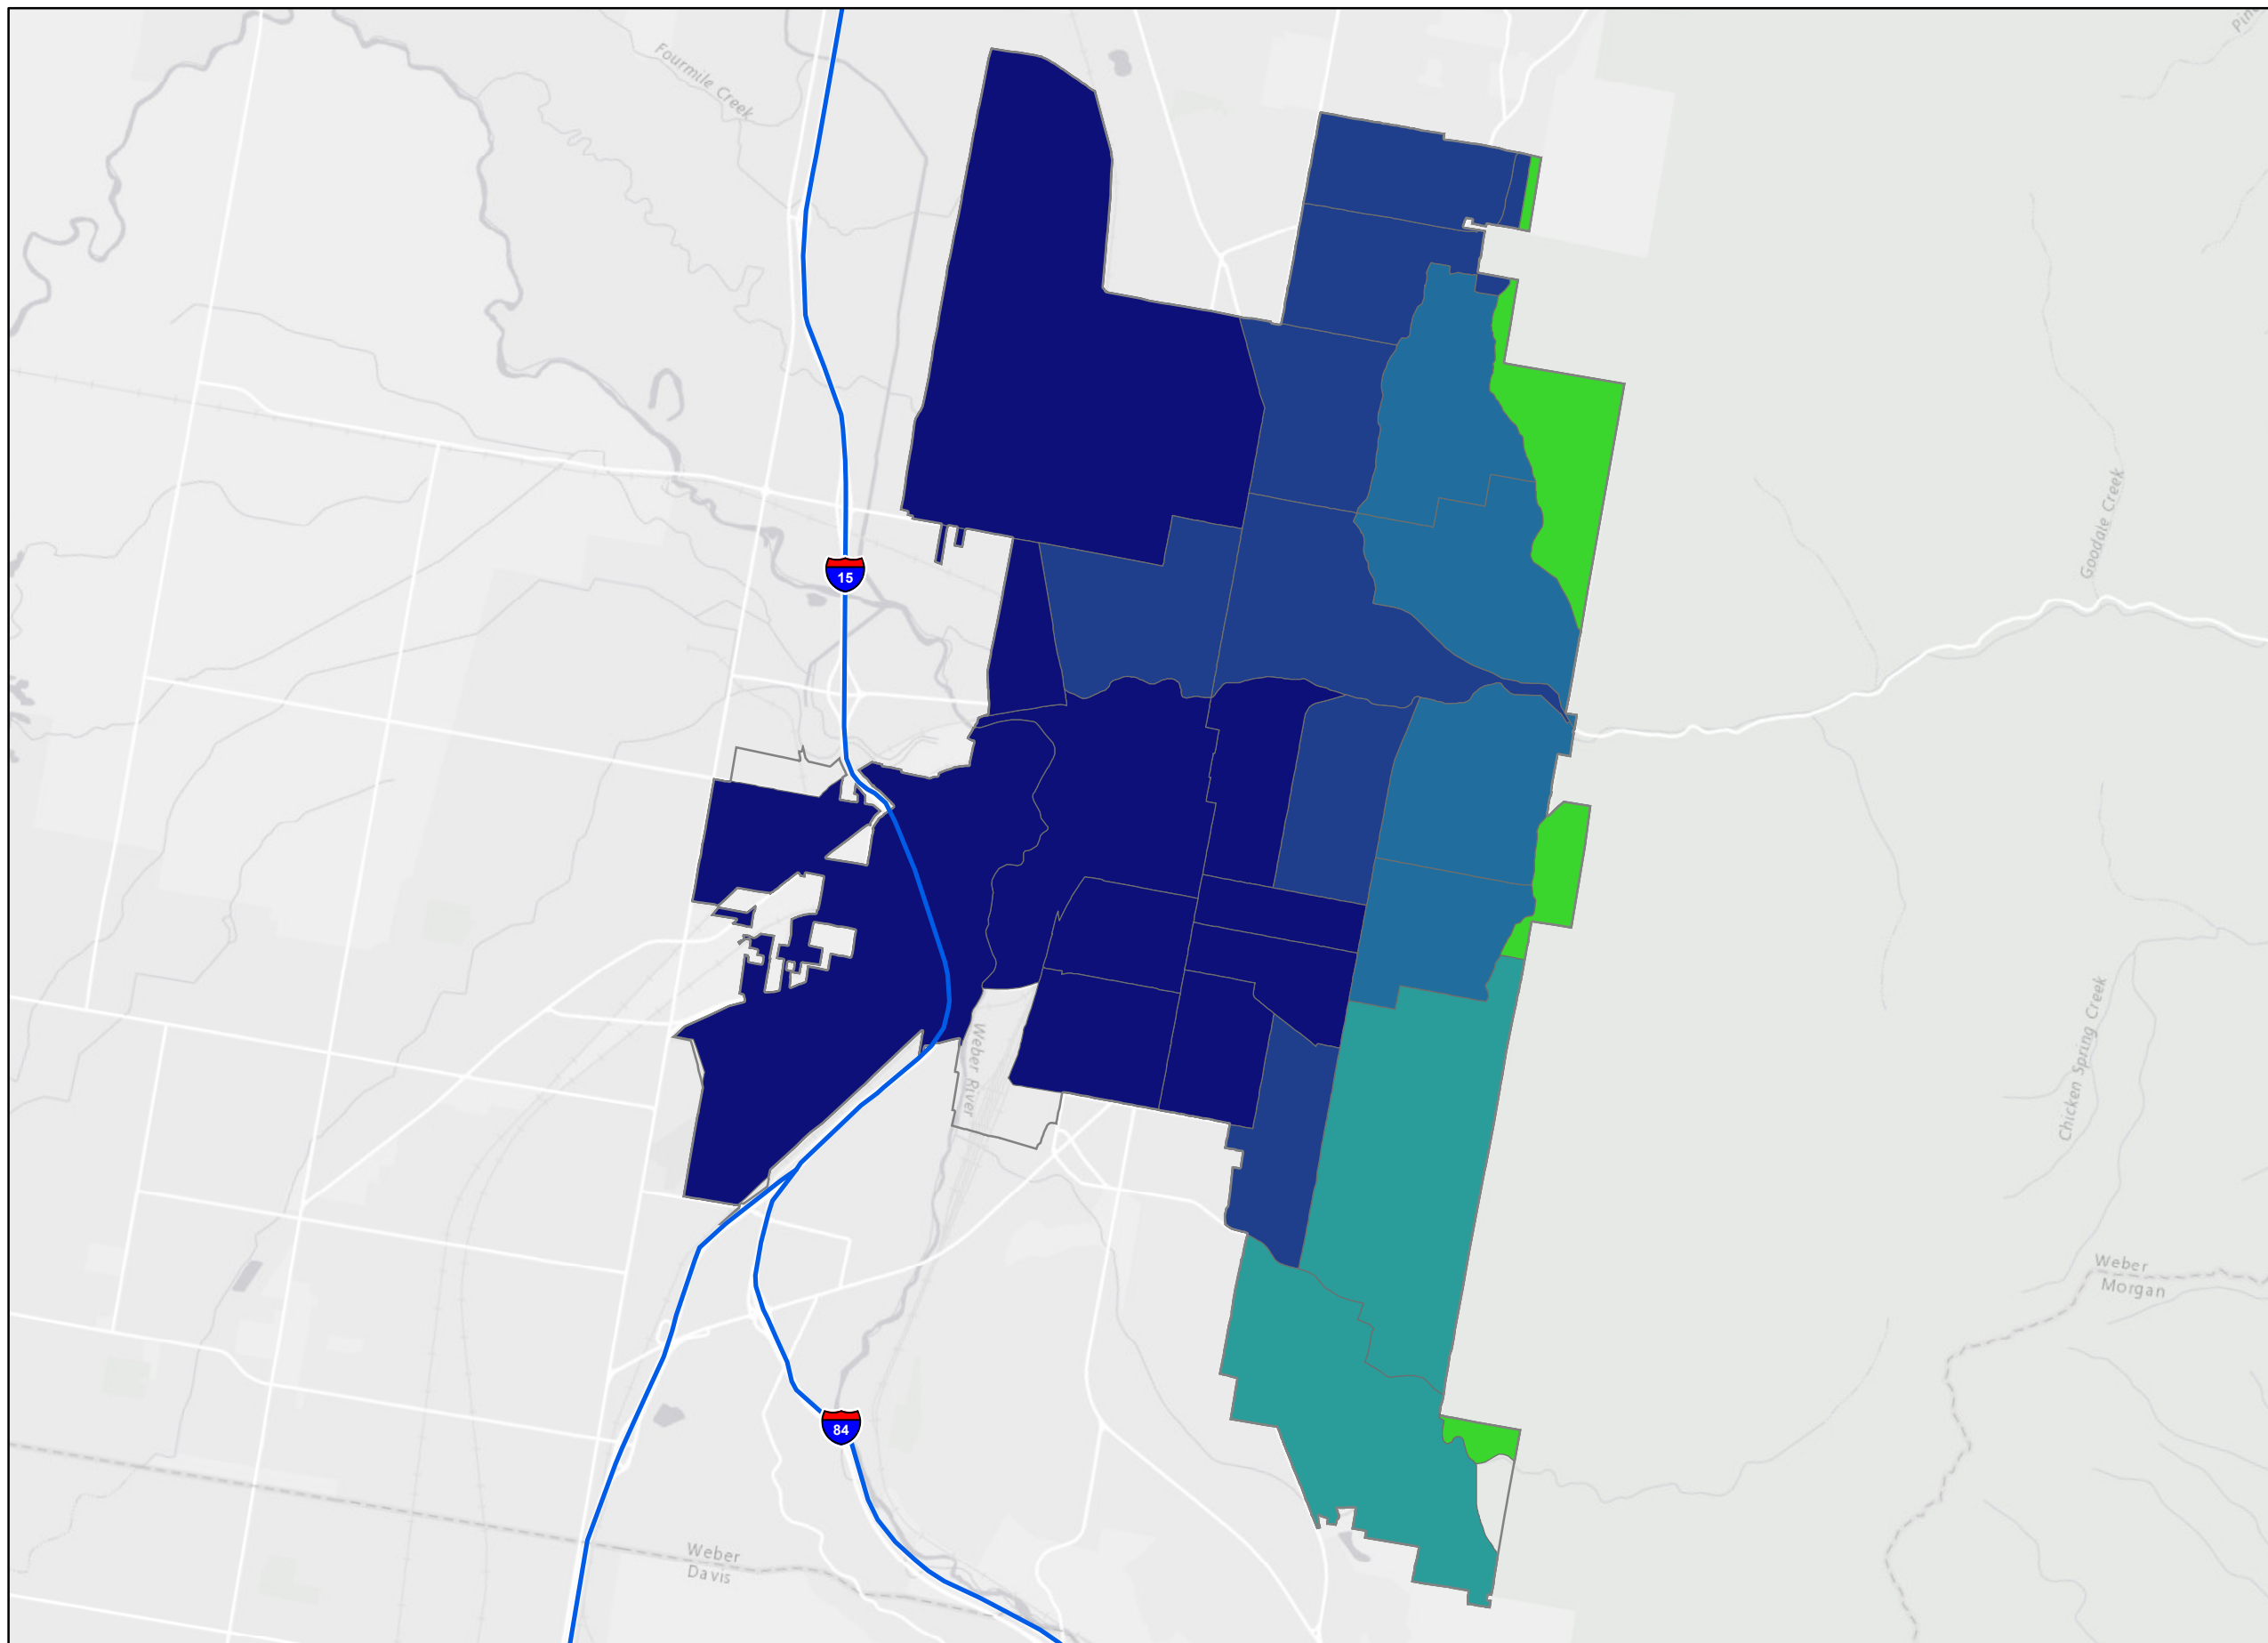 Fourmile Creek
15
Goodale Creek
Chicken Spring Creek
Weber River
Weber
Morgan
84
Weber
Davis